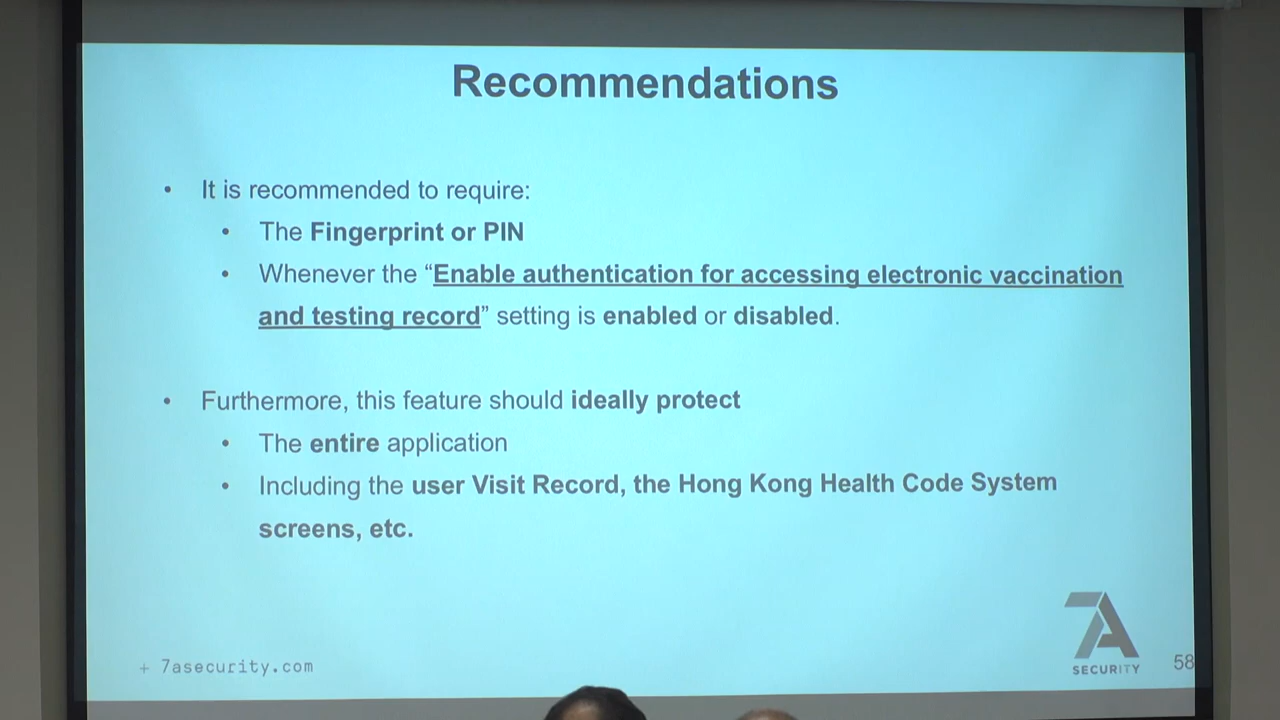 Recommendations
• It is recommended to require:
• The Fingerprint or PIN
• Whenever the “Enable authentication for accessing electronic vaccination
and testing record” setting is enabled or disabled.
• Furthermore, this feature should ideally protect
• The entire application
• Including the user Visit Record, the Hong Kong Health Code System
screens, etc.
+ 7asecurity.com
7A
SECURITY
58